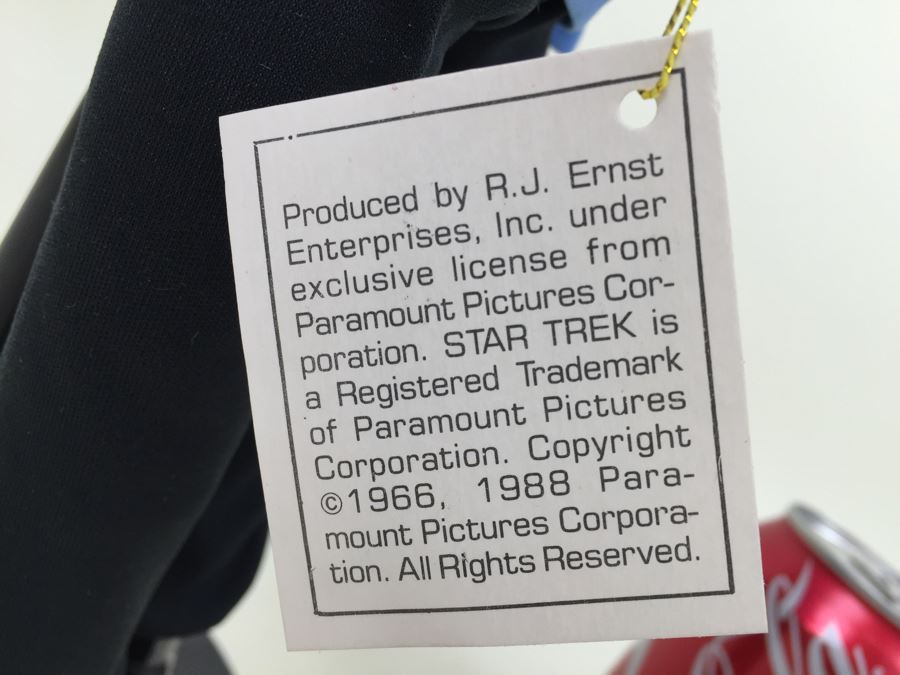 Produced by R.J. Ernst
Enterprises, Inc. under
exclusive license from
Paramount Pictures Cor-
poration. STAR TREK is
a Registered Trademark
of Paramount Pictures
Corporation. Copyright
©1966, 1988 Para-
mount Pictures Corpora-
tion. All Rights Reserved.